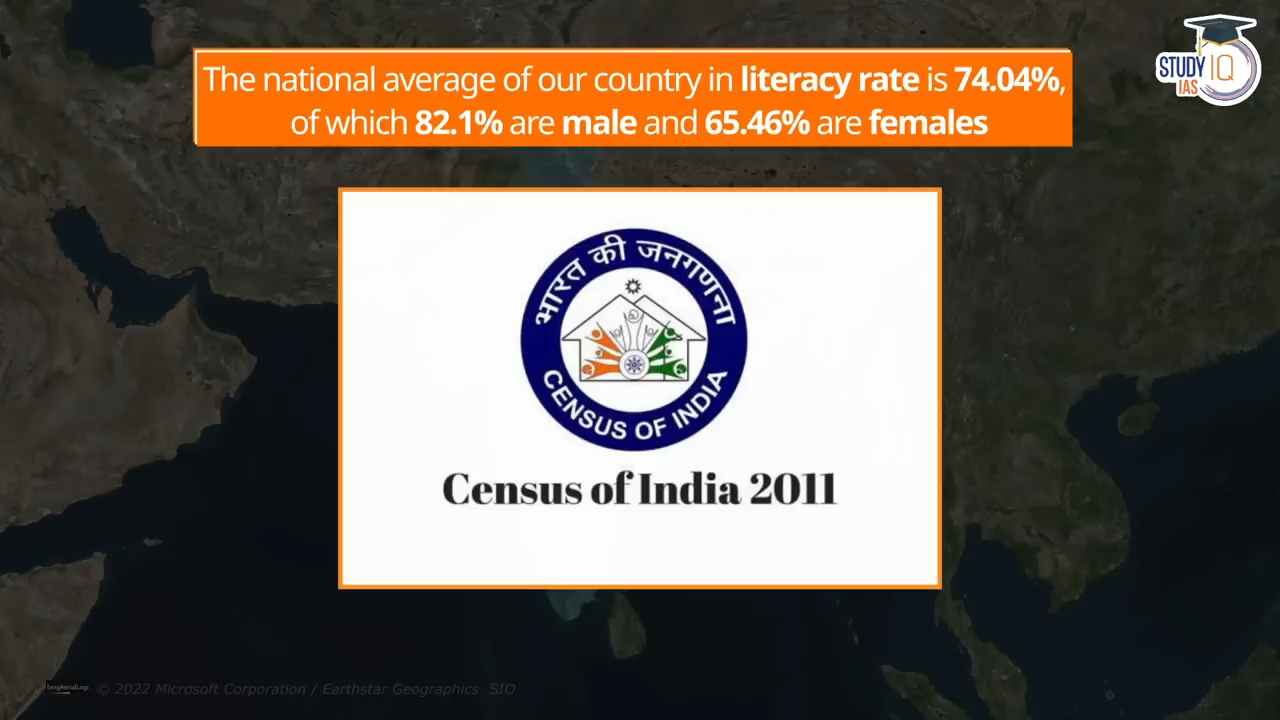 The national average of our country in literacy rate is 74.04%,
of which 82.1% are male and 65.46% are females
STUDY IQ
IAS
भारत की जनगणना
CENSUS OF INDIA
Census of India 2011
© 2022 Microsoft Corporation / Earthstar Geographics SIO